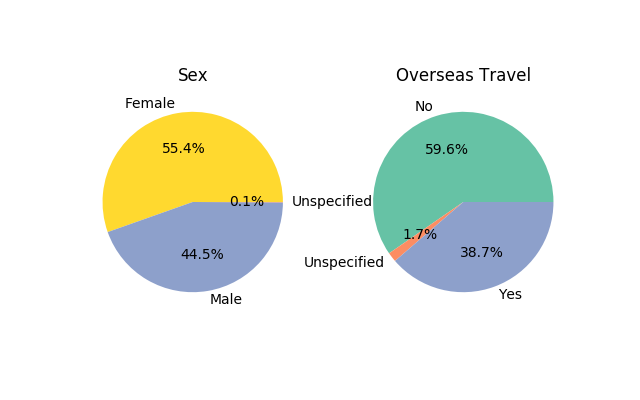 Sex
Female
55.4%
0.1%
Unspecified
44.5%
Male
Overseas Travel
No
59.6%
1.7%
Unspecified
38.7%
Yes